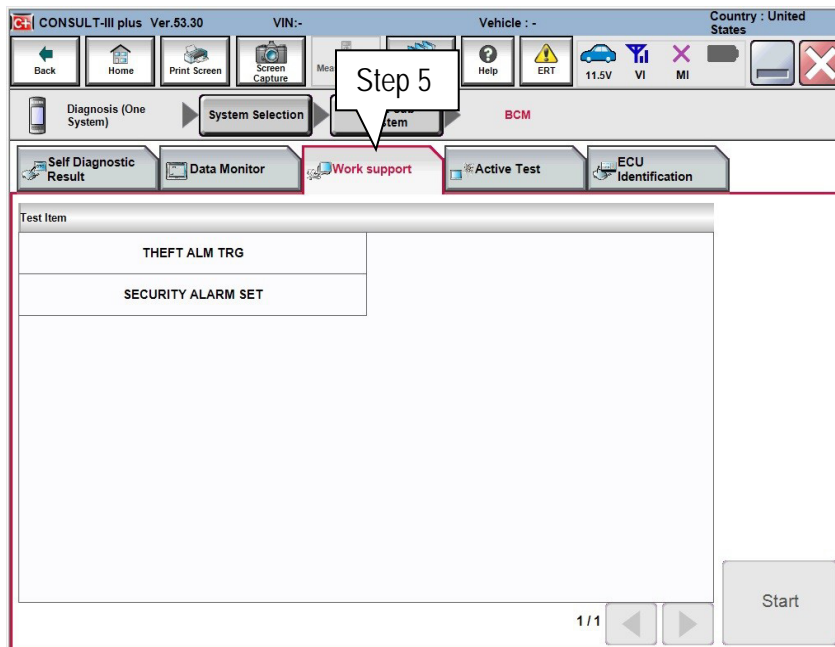 C+ CONSULT-III plus Ver.53.30 VIN:- Vehicle : - Country : United
States
Back
Home
Print Screen
Screen
Capture
Help
ERT
11.5V
VI
MI
Step 5
Diagnosis (One
System)
System Selection
BCM
Self Diagnostic
Result
Data Monitor
Work support
Active Test
ECU
Identification
Test Item
THEFT ALM TRG
SECURITY ALARM SET
1/1
Start